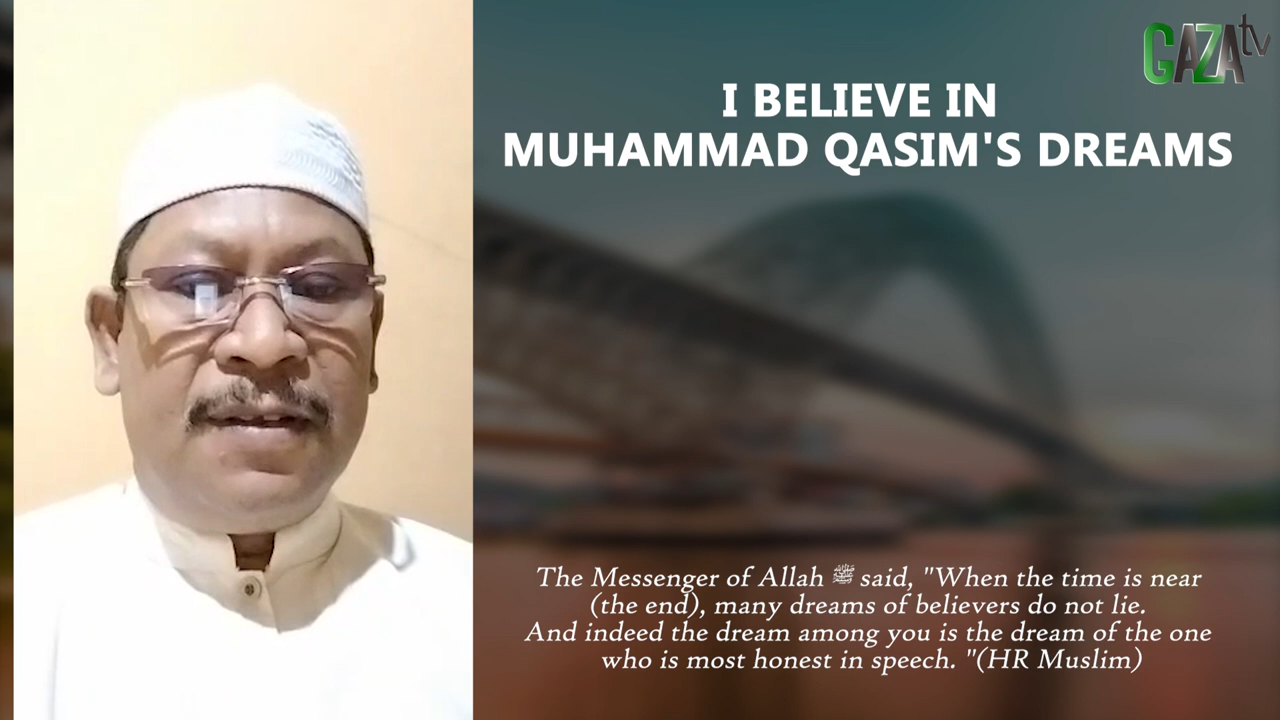 GAZAtv
I BELIEVE IN
MUHAMMAD QASIM'S DREAMS
The Messenger of Allah ﷺ said, "When the time is near
(the end), many dreams of believers do not lie.
And indeed the dream among you is the dream of the one
who is most honest in speech. "(HR Muslim)